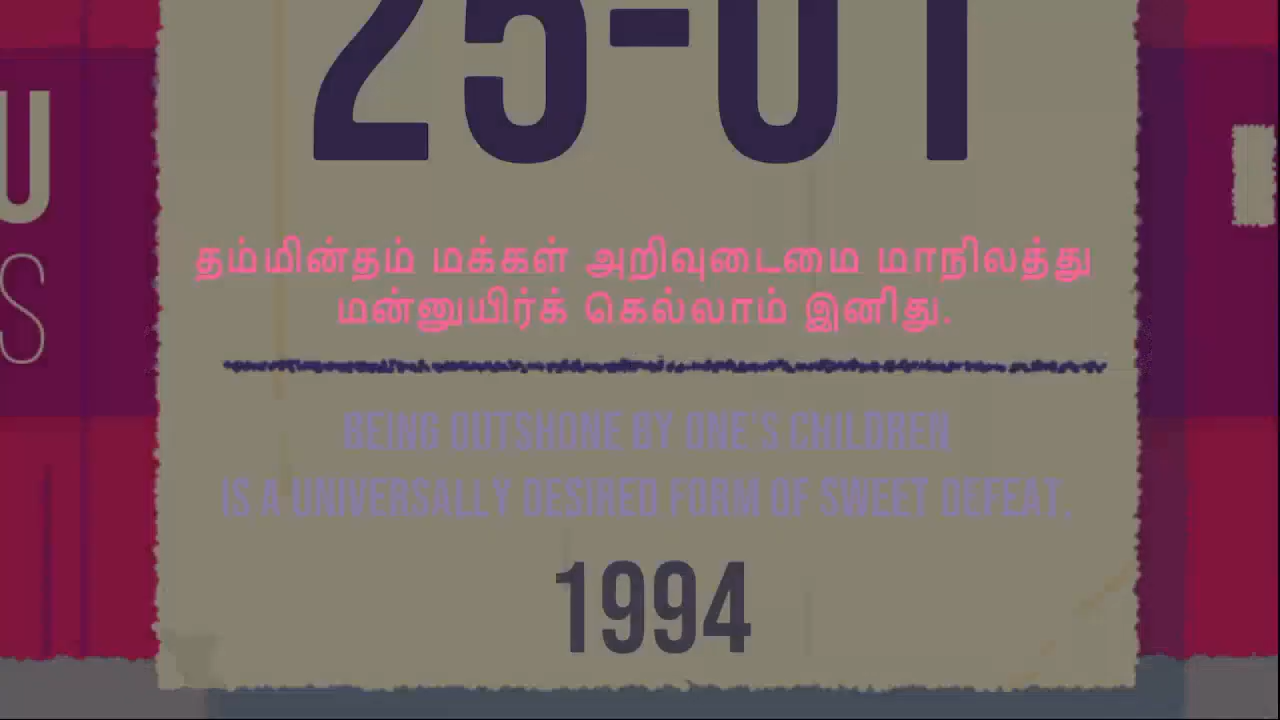 25-01
U
S
தம்மின்தம் மக்கள் அறிவுடைமை மாநிலத்து
மன்னுயிர்க் கெல்லாம் இனிது.
BEING OUTSHONE BY ONE'S CHILDREN
IS A UNIVERSALLY DESIRED FORM OF SWEET DEFEAT.
1994